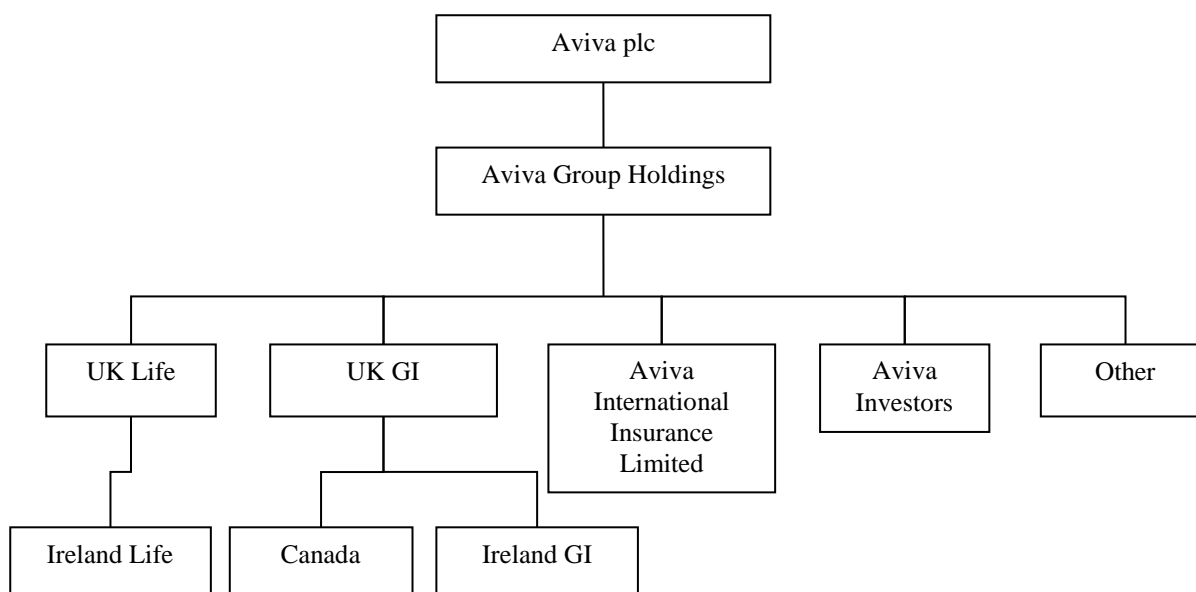 Aviva plc
Aviva Group Holdings
UK Life
UK GI
Aviva
International
Insurance
Limited
Aviva
Investors
Other
Ireland Life
Canada
Ireland GI